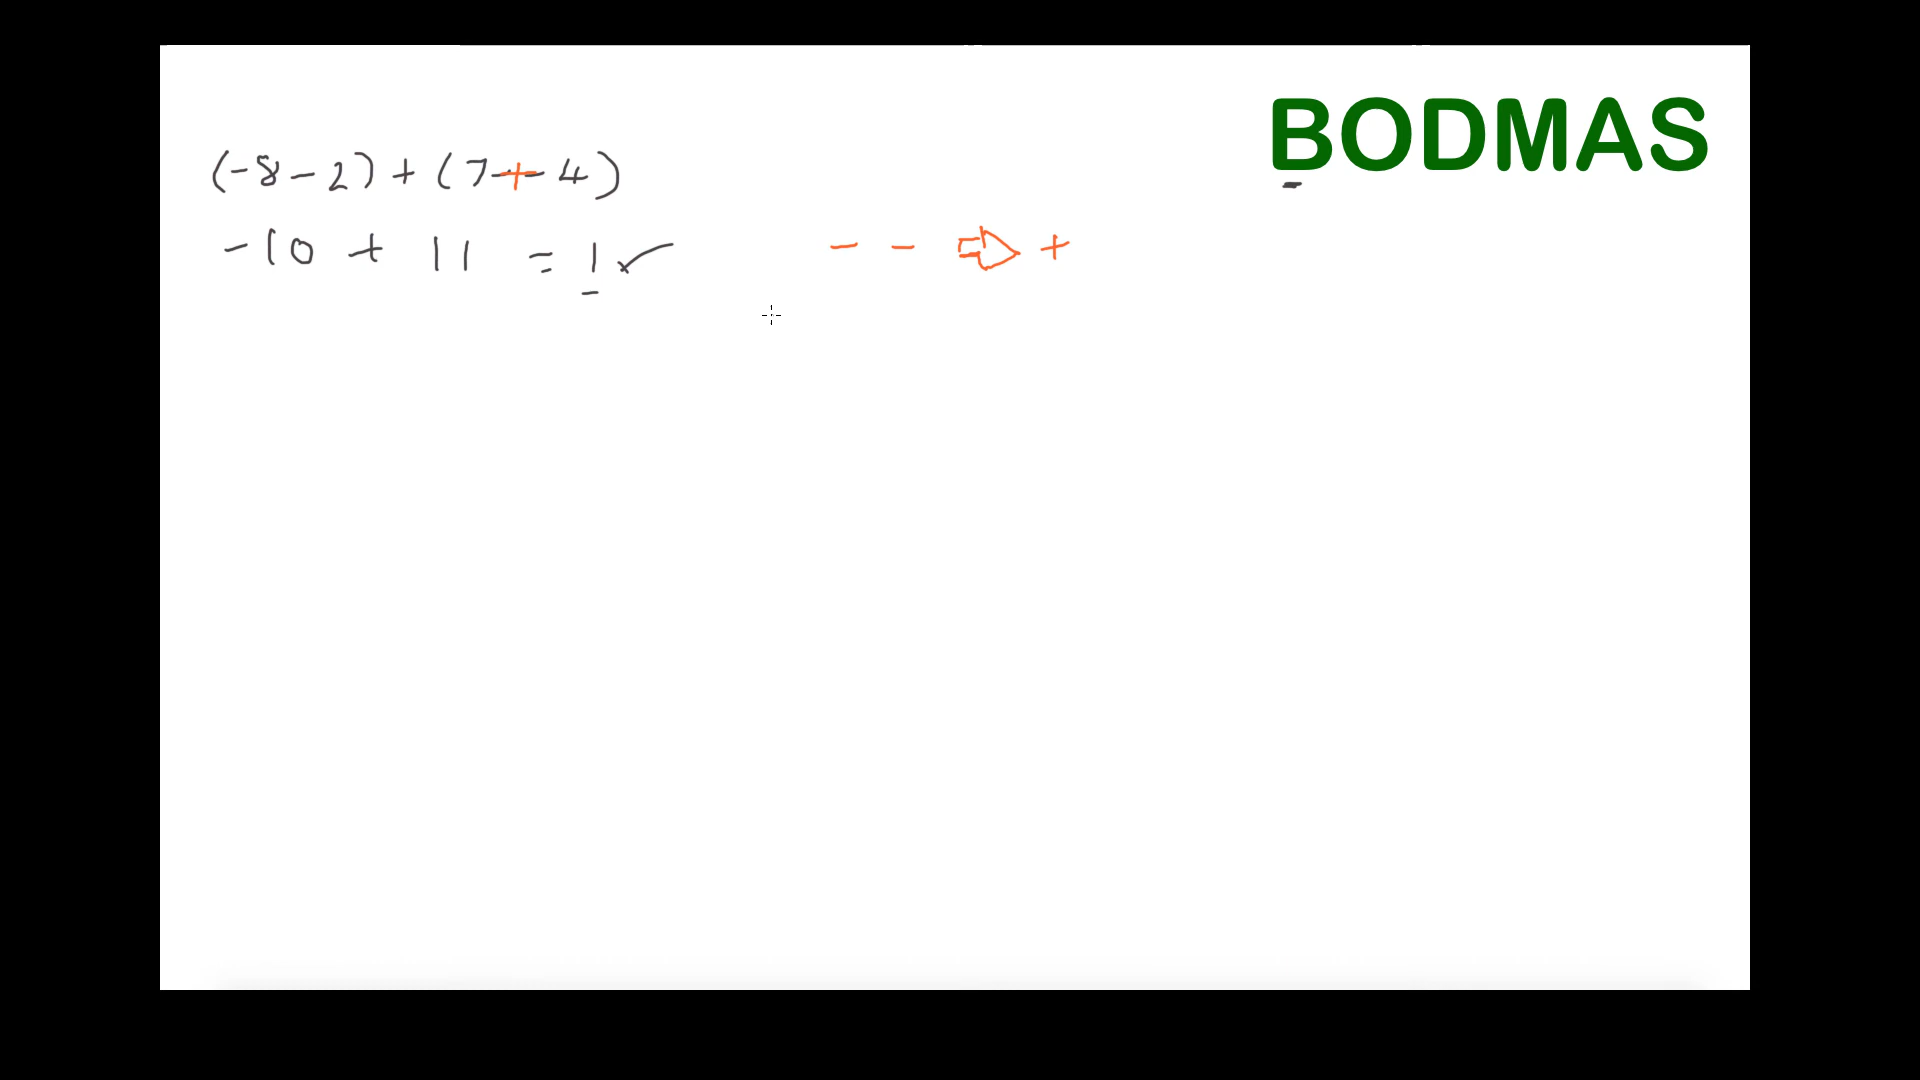 BODMAS
(-8-2)+(7--4)
-10 + 11 = 1 ✓
- - ⇨ +